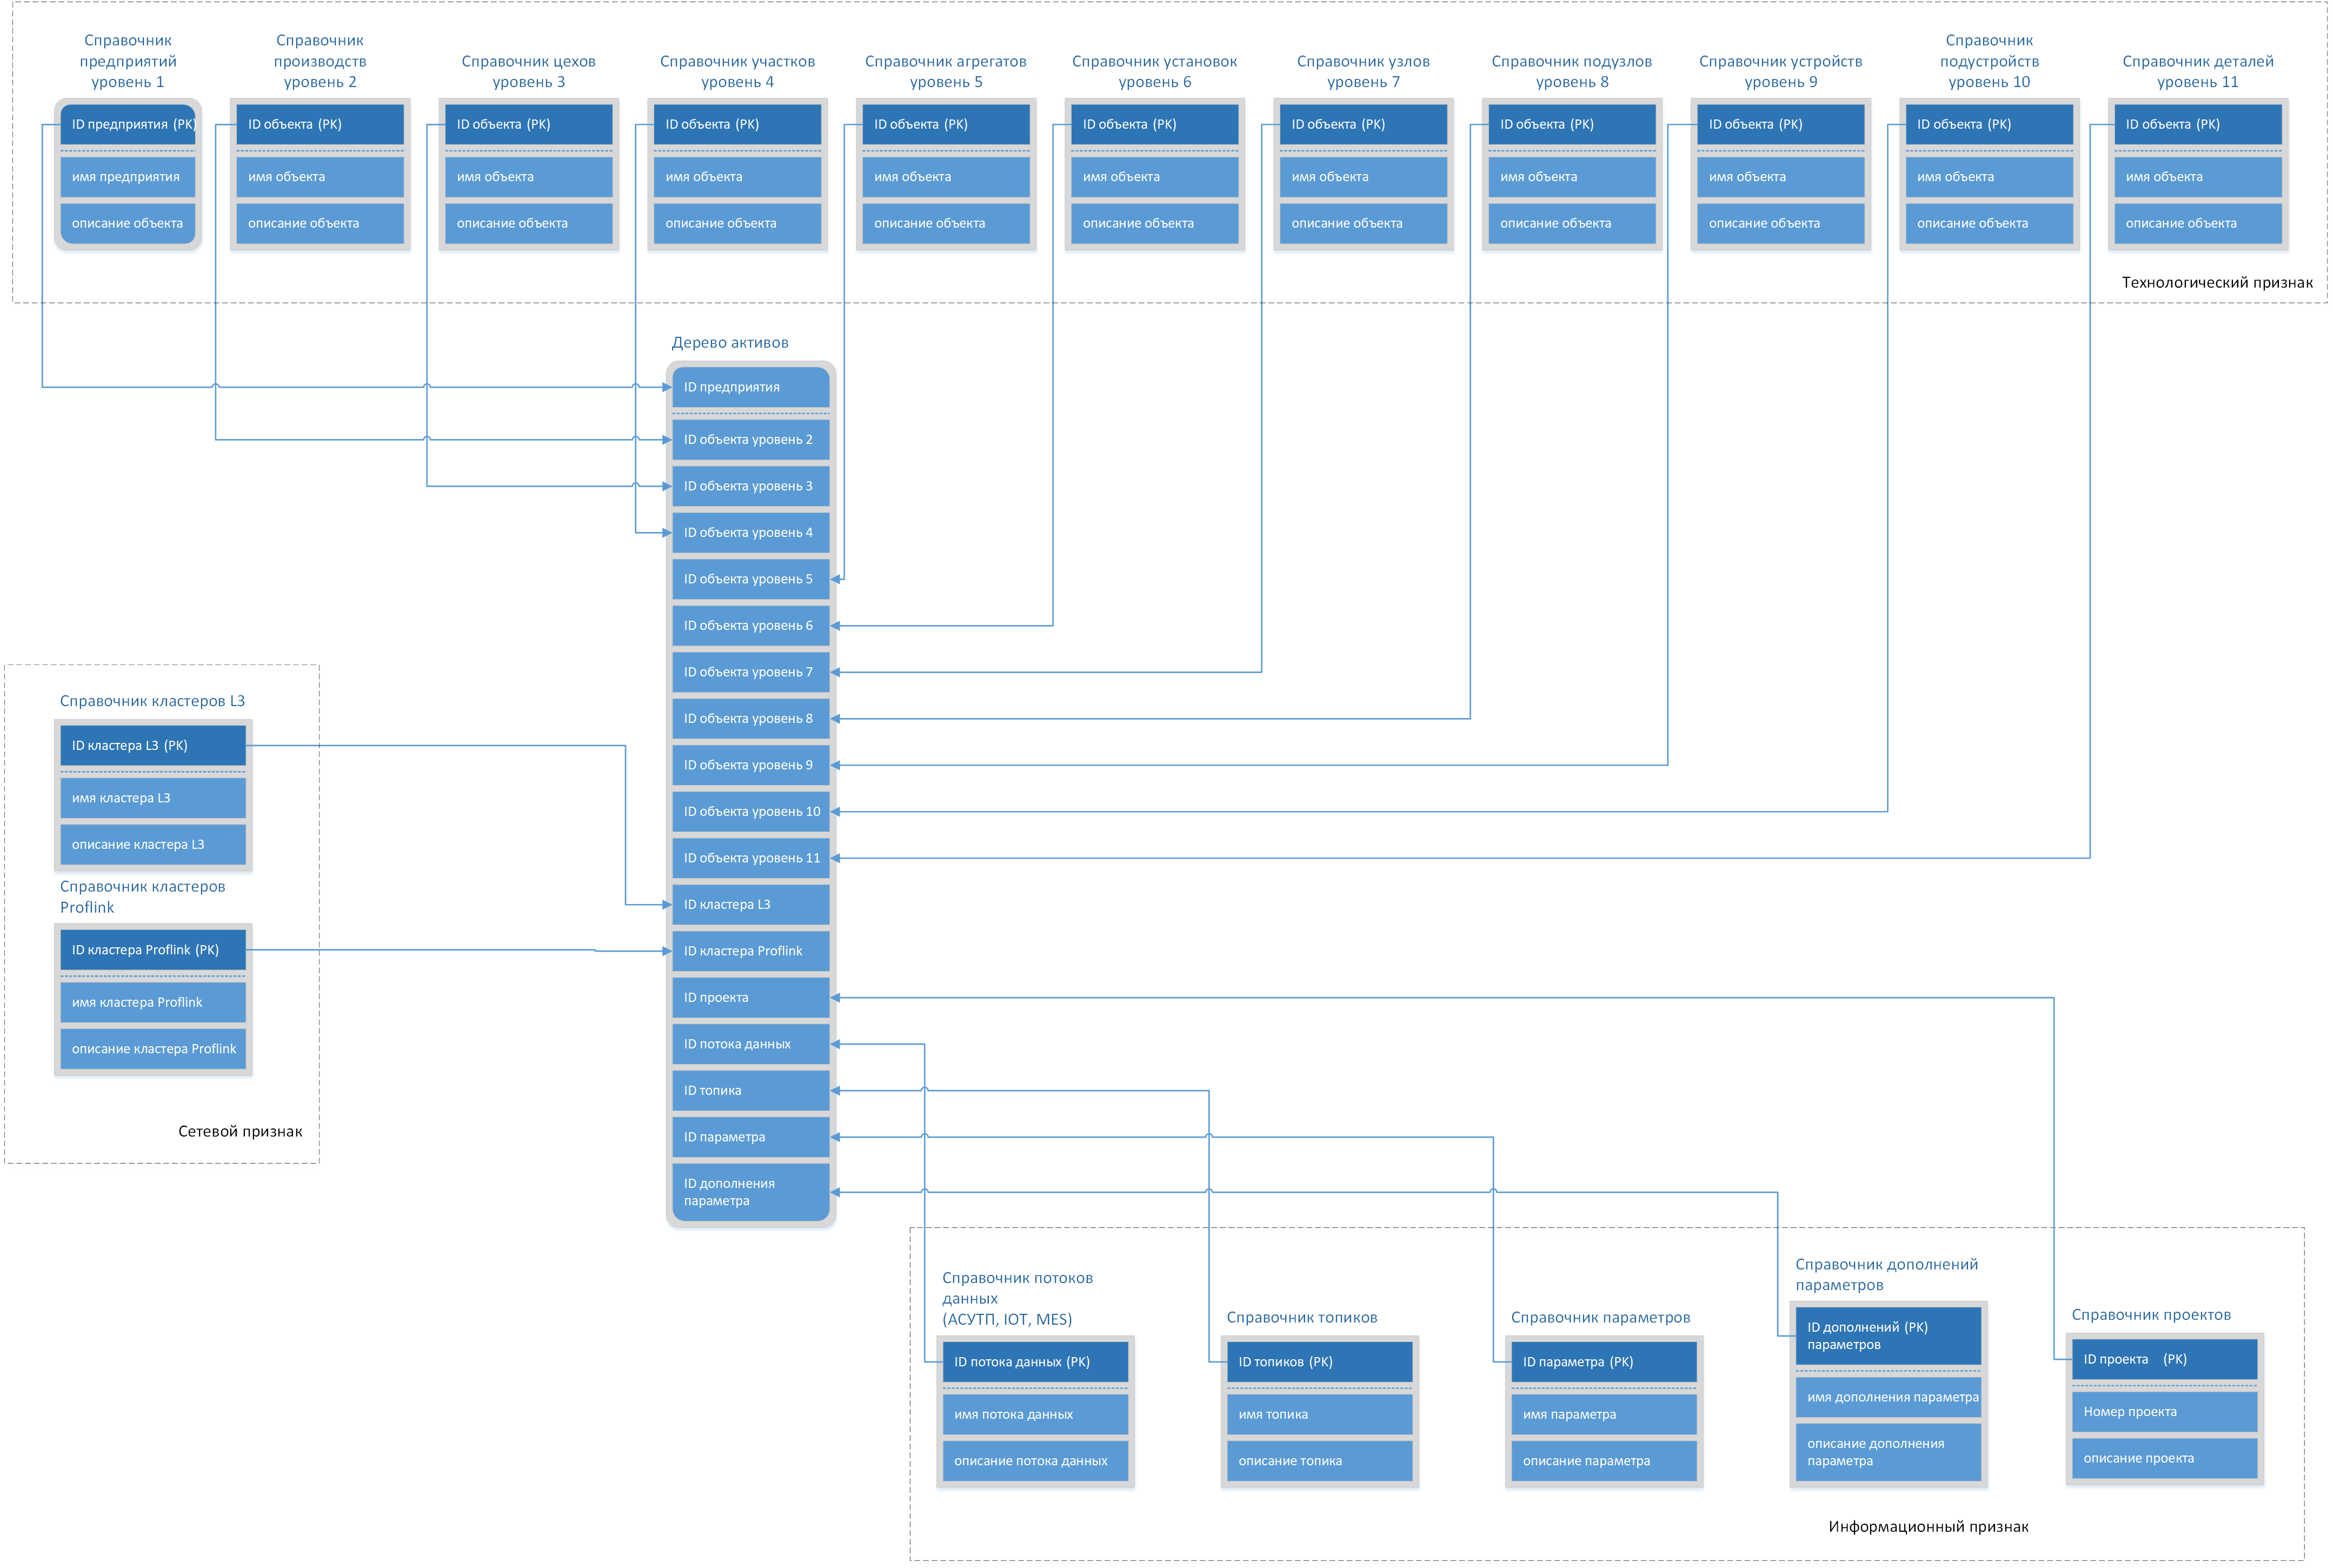 Справочник
предприятий
уровень 1
ID предприятия (PK)
имя предприятия
описание объекта
Справочник
производств
уровень 2
ID объекта (PK)
имя объекта
описание объекта
Справочник цехов
уровень 3
ID объекта (PK)
имя объекта
описание объекта
Справочник участков
уровень 4
ID объекта (PK)
имя объекта
описание объекта
Справочник агрегатов
уровень 5
ID объекта (PK)
имя объекта
описание объекта
Справочник установок
уровень 6
ID объекта (PK)
имя объекта
описание объекта
Справочник узлов
уровень 7
ID объекта (PK)
имя объекта
описание объекта
Справочник подузлов
уровень 8
ID объекта (PK)
имя объекта
описание объекта
Справочник устройств
уровень 9
ID объекта (PK)
имя объекта
описание объекта
Справочник
подустройств
уровень 10
ID объекта (PK)
имя объекта
описание объекта
Справочник деталей
уровень 11
ID объекта (PK)
имя объекта
описание объекта
Технологический признак
Дерево активов
ID предприятия
ID объекта уровень 2
ID объекта уровень 3
ID объекта уровень 4
ID объекта уровень 5
ID объекта уровень 6
ID объекта уровень 7
ID объекта уровень 8
ID объекта уровень 9
ID объекта уровень 10
ID объекта уровень 11
ID кластера L3
ID кластера Proflink
ID проекта
ID потока данных
ID топика
ID параметра
ID дополнения
параметра
Справочник кластеров L3
ID кластера L3 (PK)
имя кластера L3
описание кластера L3
Справочник кластеров
Proflink
ID кластера Proflink (PK)
имя кластера Proflink
описание кластера Proflink
Сетевой признак
Справочник потоков
данных
(АСУТП, IOT, MES)
ID потока данных (PK)
имя потока данных
описание потока данных
Справочник топиков
ID топиков (PK)
имя топика
описание топика
Справочник параметров
ID параметра (PK)
имя параметра
описание параметра
Справочник дополнений
параметров
ID дополнений (PK)
параметров
имя дополнения параметра
описание дополнения
параметра
Справочник проектов
ID проекта (PK)
Номер проекта
описание проекта
Информационный признак